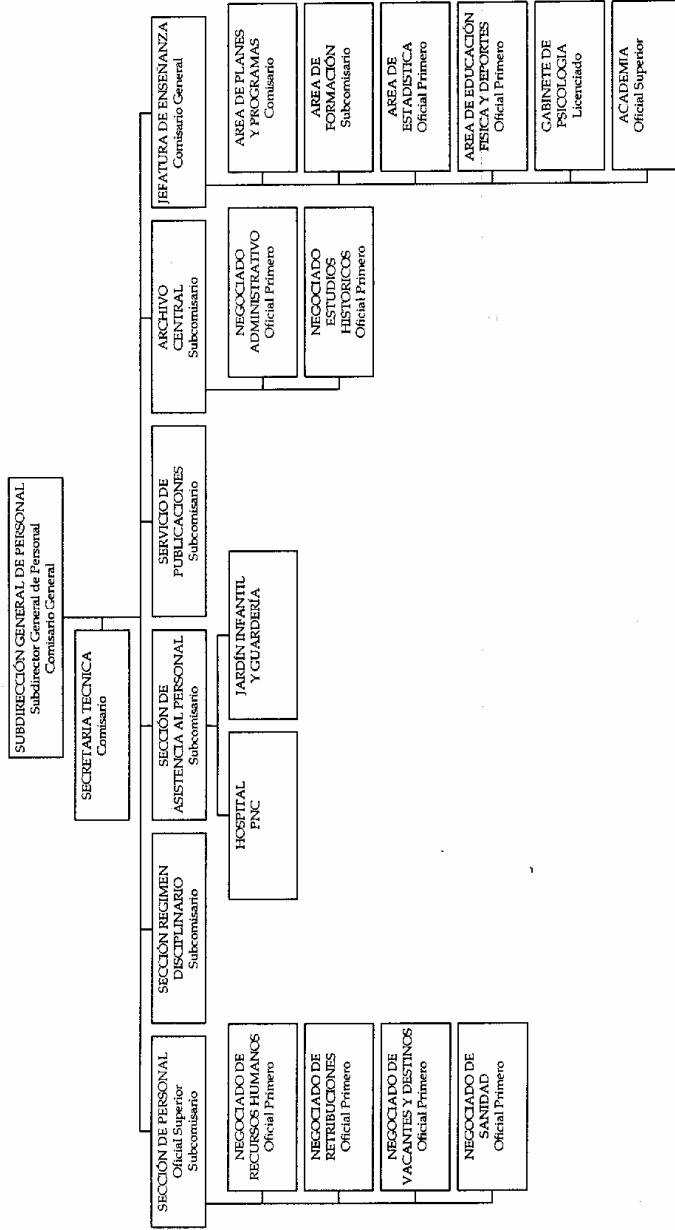 SUBDIRECCIÓN GENERAL DE PERSONAL
Subdirector General de Personal
Comisario General
SECRETARIA TECNICA
Comisario
SECCIÓN DE PERSONAL
Oficial Superior
Subcomisario
NEGOCIADO DE
RECURSOS HUMANOS
Oficial Primero
NEGOCIADO DE
RETRIBUCIONES
Oficial Primero
NEGOCIADO DE
VACANTES Y DESTINOS
Oficial Primero
NEGOCIADO DE
SANIDAD
Oficial Primero
SECCIÓN REGIMEN
DISCIPLINARIO
Subcomisario
SECCIÓN DE
ASISTENCIA AL PERSONAL
Subcomisario
HOSPITAL
PNC
JARDÍN INFANTIL
Y GUARDERÍA
SERVICIO DE
PUBLICACIONES
Subcomisario
ARCHIVO
CENTRAL
Subcomisario
NEGOCIADO
ADMINISTRATIVO
Oficial Primero
NEGOCIADO
ESTUDIOS
HISTORICOS
Oficial Primero
JEFATURA DE ENSEÑANZA
Comisario General
AREA DE PLANES
Y PROGRAMAS
Comisario
AREA DE
FORMACIÓN
Subcomisario
AREA DE
ESTADISTICA
Oficial Primero
AREA DE EDUCACIÓN
FISICA Y DEPORTES
Oficial Primero
GABINETE DE
PSICOLOGIA
Licenciado
ACADEMIA
Oficial Superior